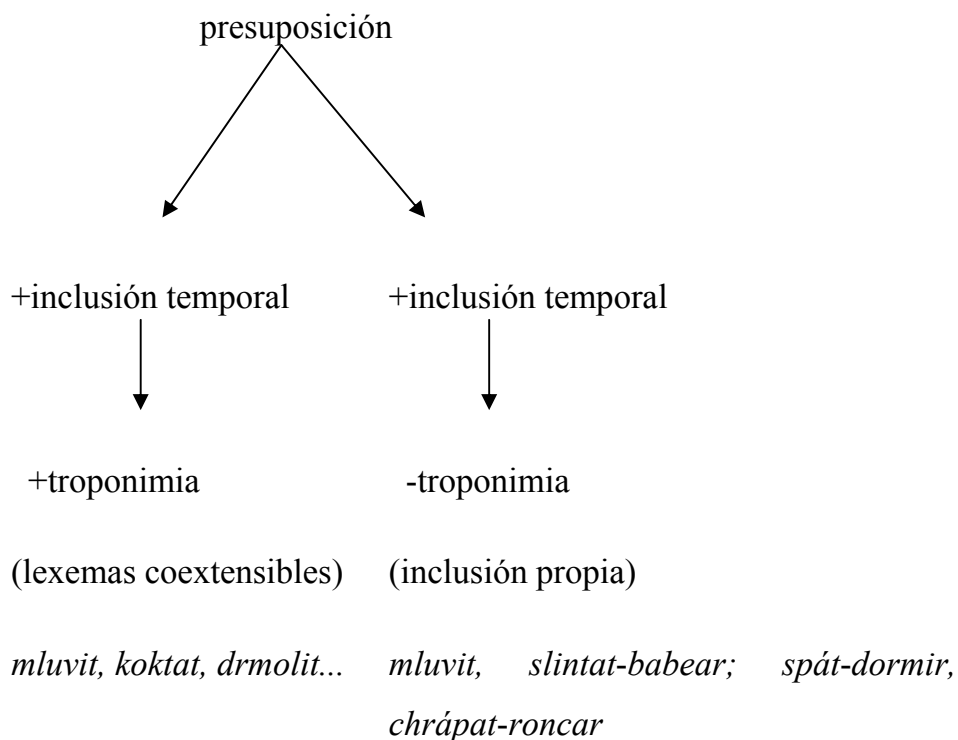 presuposición
+inclusión temporal +inclusión temporal
+troponimia -troponimia
(lexemas coextensibles) (inclusión propia)
mluvit, koktat, drmolit... mluvit, slintat-babear; spát-dormir,
chrápat-roncar